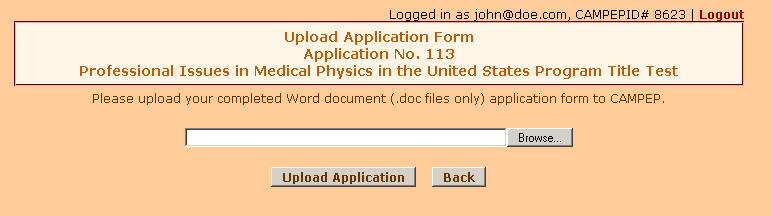 Logged in as john@doe.com, CAMPEPID# 8623 | Logout
Upload Application Form
Application No. 113
Professional Issues in Medical Physics in the United States Program Title Test
Please upload your completed Word document (.doc files only) application form to CAMPEP.
Browse...
Upload Application Back